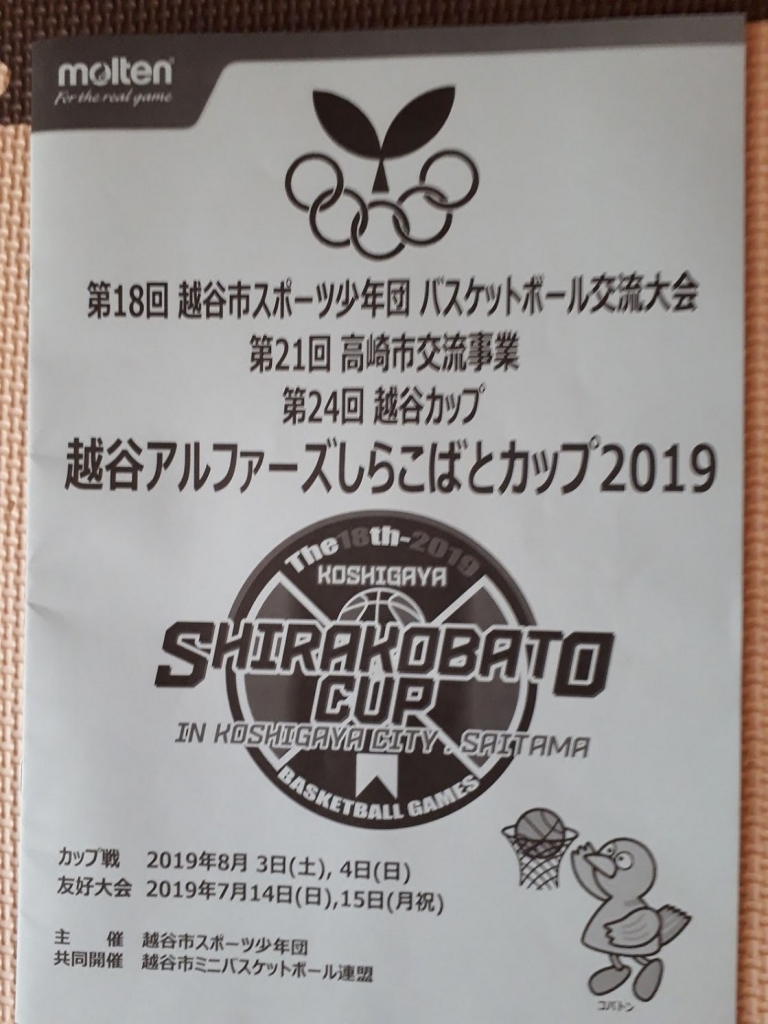 molten
For the real game
第18回 越谷市スポーツ少年団 バスケットボール交流大会
第21回 高崎市交流事業
第24回 越谷カップ
越谷アルファーズしらこばとカップ2019
The18th-2019
KOSHIGAYA
SHIRAKOBATO
CUP
IN KOSHIGAYA CITY . SAITAMA
BASKETBALL GAMES
カップ戦 2019年8月 3日(土), 4日(日)
友好大会 2019年7月14日(日),15日(月祝)
主 催 越谷市スポーツ少年団
共同開催 越谷市ミニバスケットボール連盟
コバトン